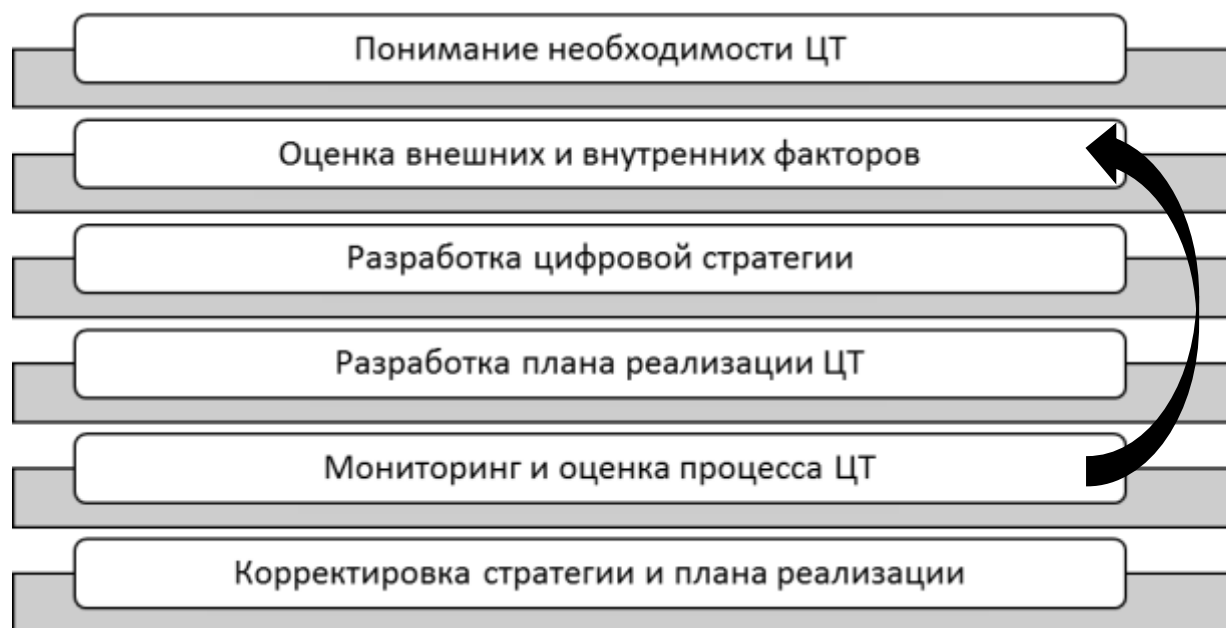 Понимание необходимости ЦТ
Оценка внешних и внутренних факторов
Разработка цифровой стратегии
Разработка плана реализации ЦТ
Мониторинг и оценка процесса ЦТ
Корректировка стратегии и плана реализации